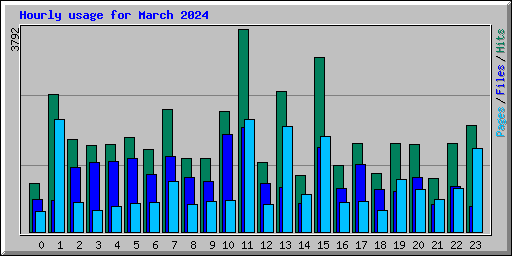 Hourly usage for March 2024
3792
Pages / Files / Hits
0 1 2 3 4 5 6 7 8 9 10 11 12 13 14 15 16 17 18 19 20 21 22 23